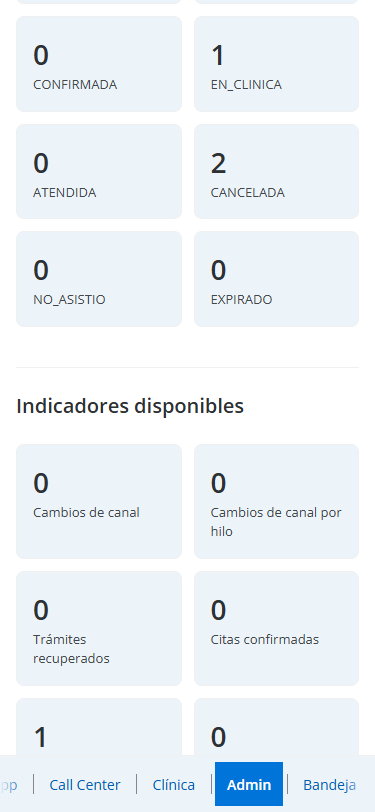 0
CONFIRMADA
1
EN_CLINICA
0
ATENDIDA
2
CANCELADA
0
NO_ASISTIO
0
EXPIRADO
Indicadores disponibles
0
Cambios de canal
0
Cambios de canal por
hilo
0
Trámites
recuperados
0
Citas confirmadas
1
0
pp Call Center Clínica Admin Bandeja